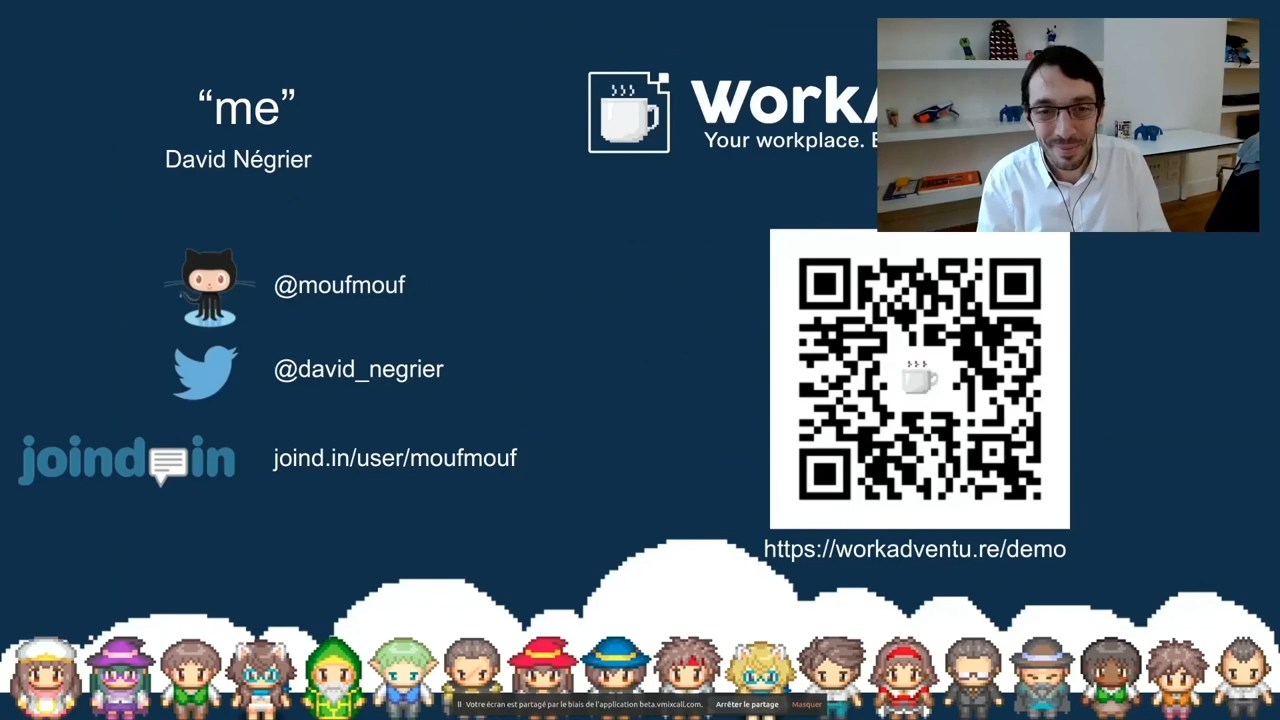 “me”
David Négrier
WorkA
Your workplace.
@moufmouf
@david_negrier
joind in
joind.in/user/moufmouf
https://workadventu.re/demo
Votre écran est partagé par le biais de l'application beta.vmixcall.com.
Arrêter le partage
Masquer